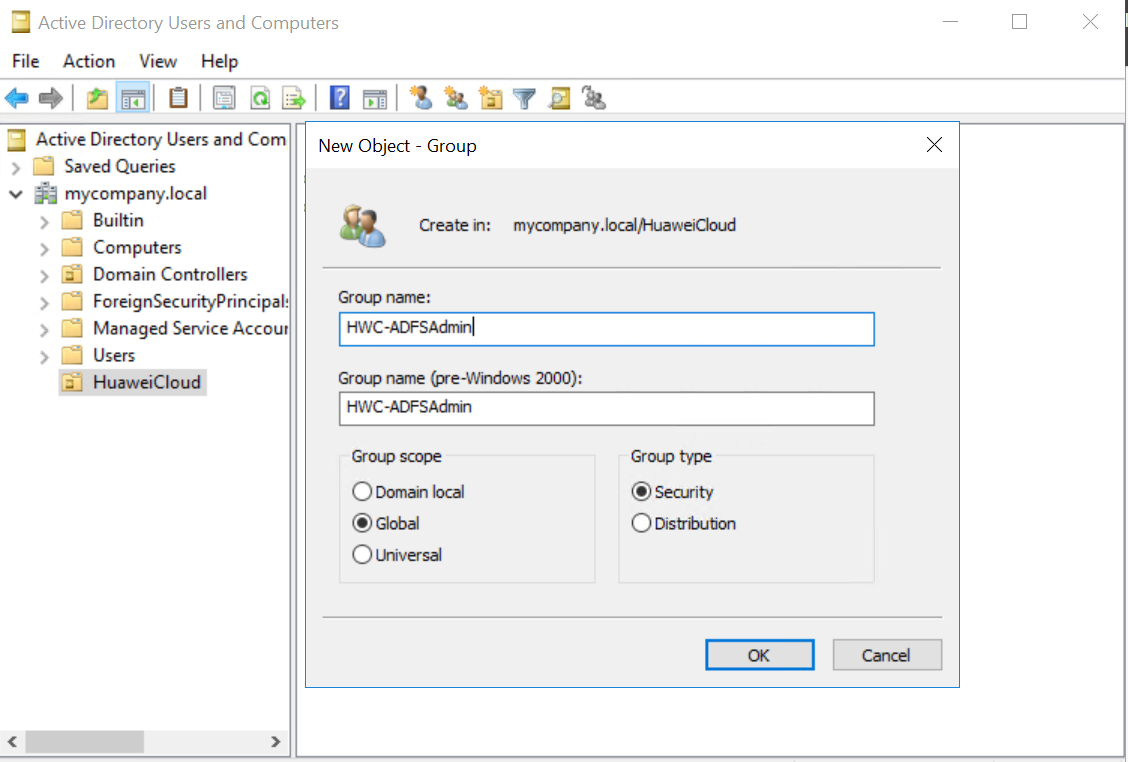 Active Directory Users and Computers
File Action View Help
Active Directory Users and Com
Saved Queries
mycompany.local
Builtin
Computers
Domain Controllers
ForeignSecurityPrincipals
Managed Service Accour
Users
HuaweiCloud
New Object - Group
Create in: mycompany.local/HuaweiCloud
Group name:
HWC-ADFSAdmin
Group name (pre-Windows 2000):
HWC-ADFSAdmin
Group scope
Domain local
Global
Universal
Group type
Security
Distribution
OK Cancel